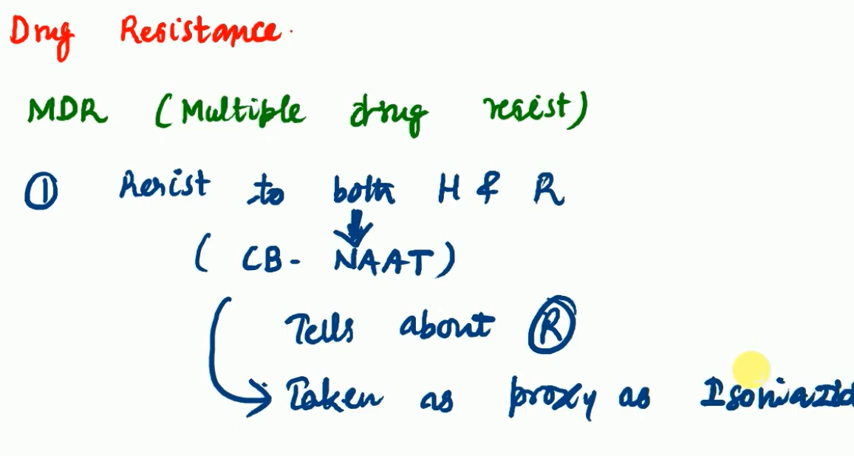 Drug Resistance.
MDR (Multiple drug resist)
① Resist to both H & R
(CB-NAAT)
Tells about R
Taken as proxy as Isoniazid